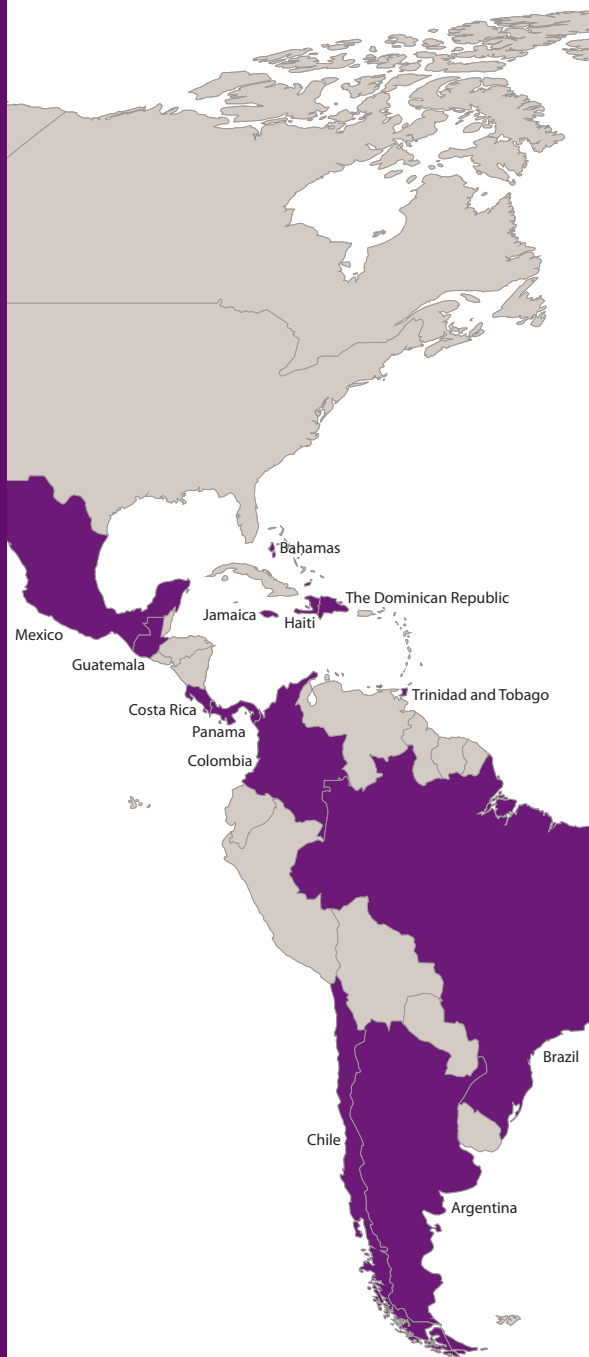 Bahamas
The Dominican Republic
Jamaica
Haiti
Mexico
Guatemala
Trinidad and Tobago
Costa Rica
Panama
Colombia
Brazil
Chile
Argentina